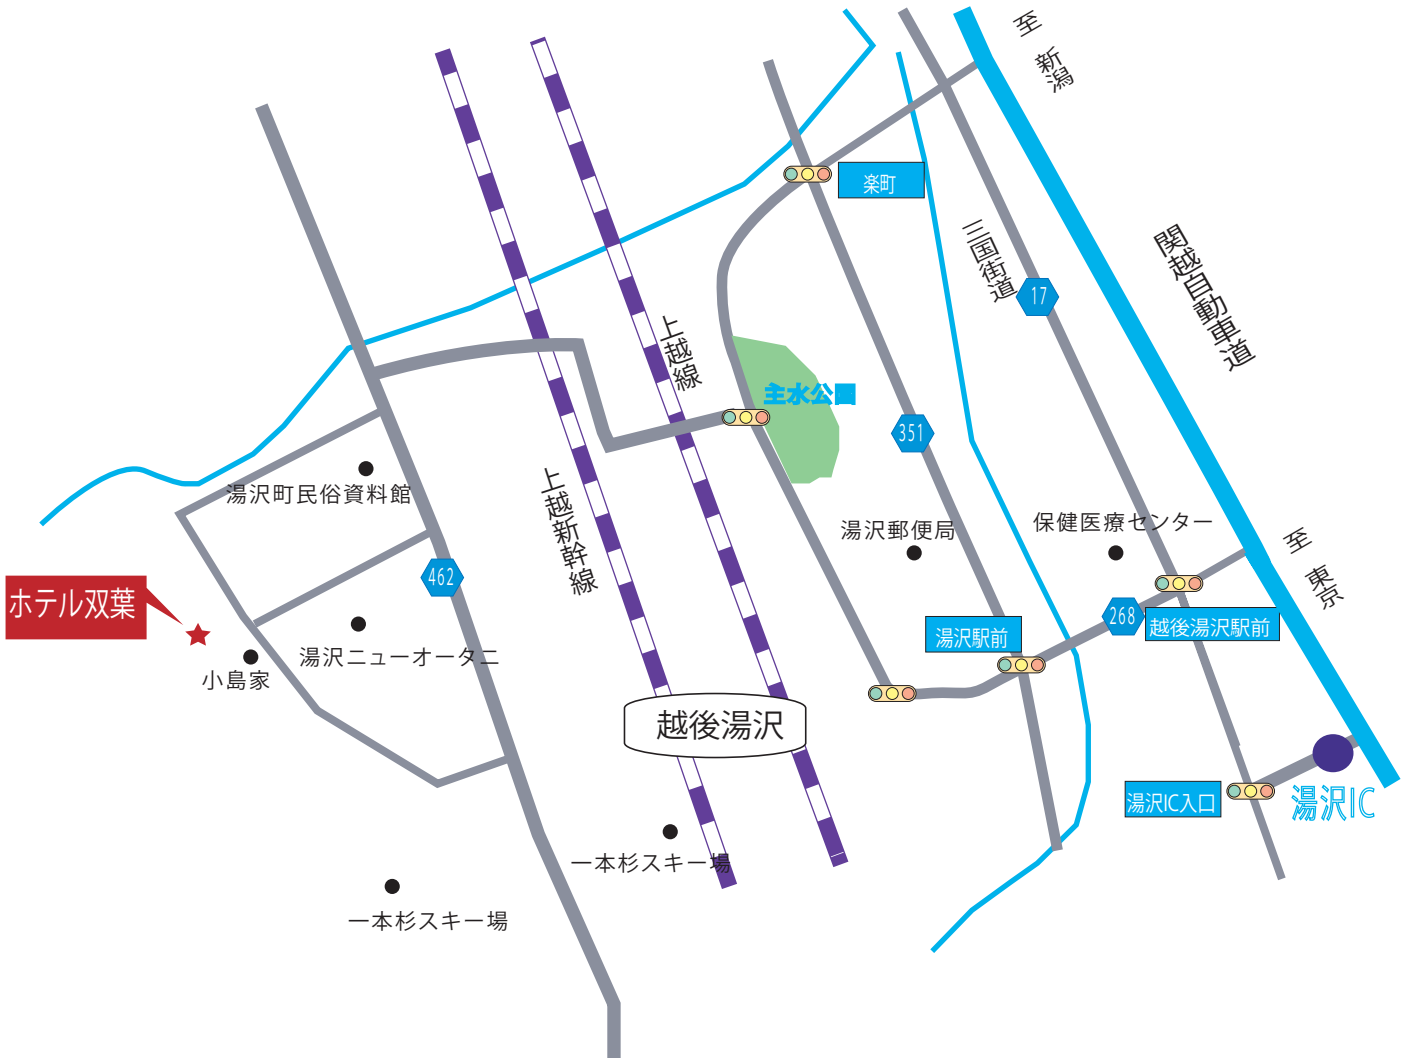 至 新潟
楽町
三国街道
17
関越自動車道
上越線
主水公園
351
上越新幹線
湯沢町民俗資料館
湯沢郵便局
保健医療センター
至 東京
462
ホテル双葉
268
越後湯沢駅前
湯沢駅前
湯沢ニューオータニ
小島家
越後湯沢
湯沢IC入口
湯沢IC
一本杉スキー場
一本杉スキー場